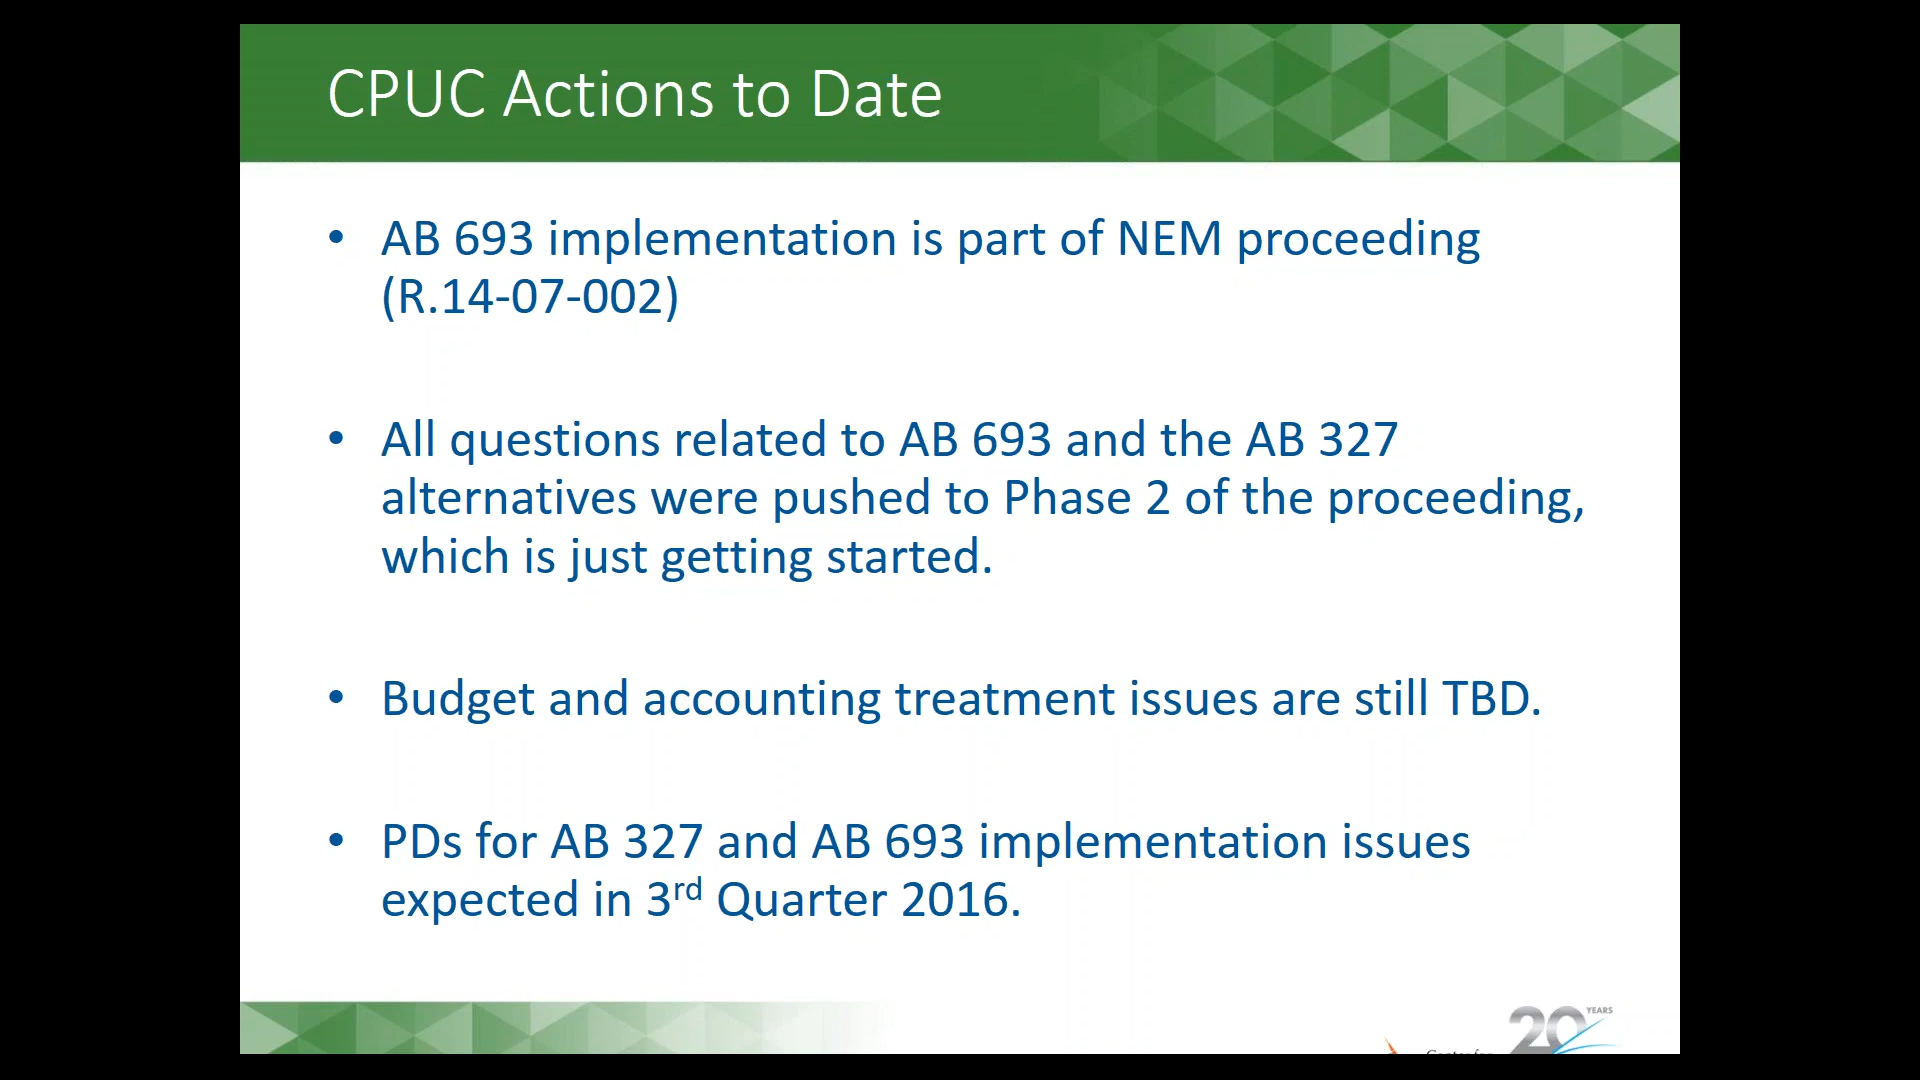 CPUC Actions to Date
• AB 693 implementation is part of NEM proceeding
(R.14-07-002)
• All questions related to AB 693 and the AB 327
alternatives were pushed to Phase 2 of the proceeding,
which is just getting started.
• Budget and accounting treatment issues are still TBD.
• PDs for AB 327 and AB 693 implementation issues
expected in 3rd Quarter 2016.
20 YEARS